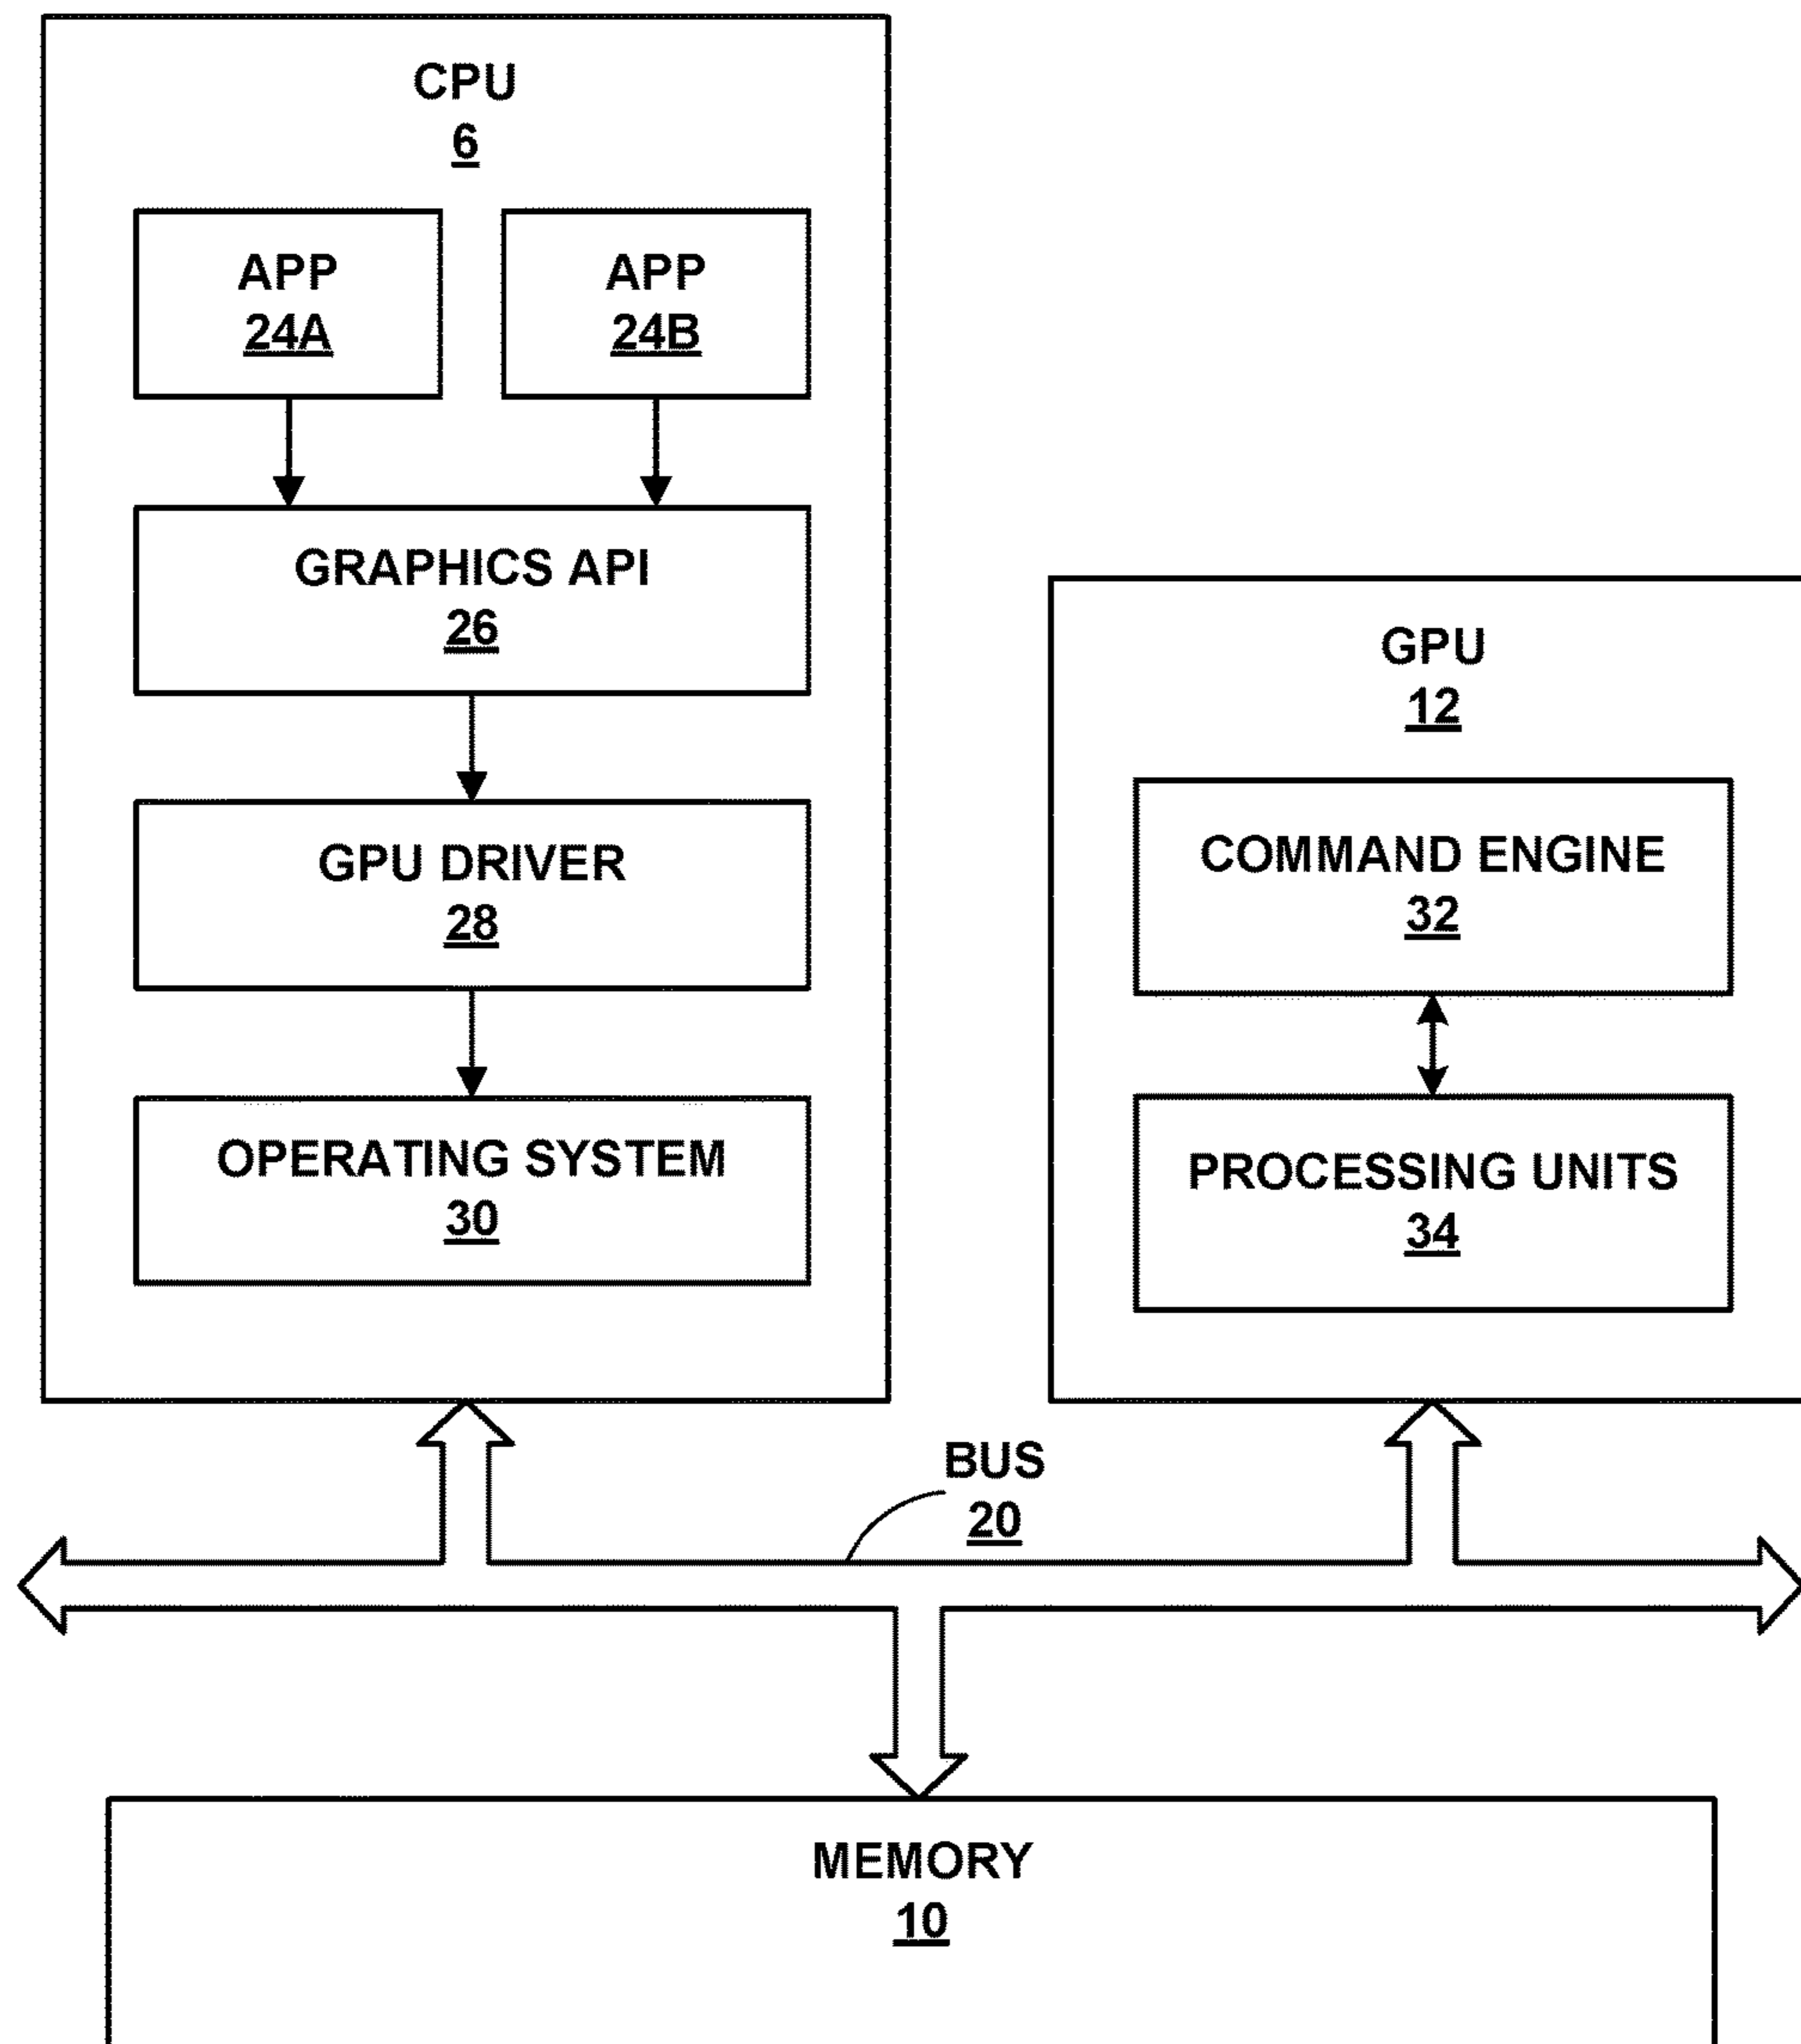 CPU
6
APP
24A
APP
24B
GRAPHICS API
26
GPU DRIVER
28
OPERATING SYSTEM
30
GPU
12
COMMAND ENGINE
32
PROCESSING UNITS
34
BUS
20
MEMORY
10